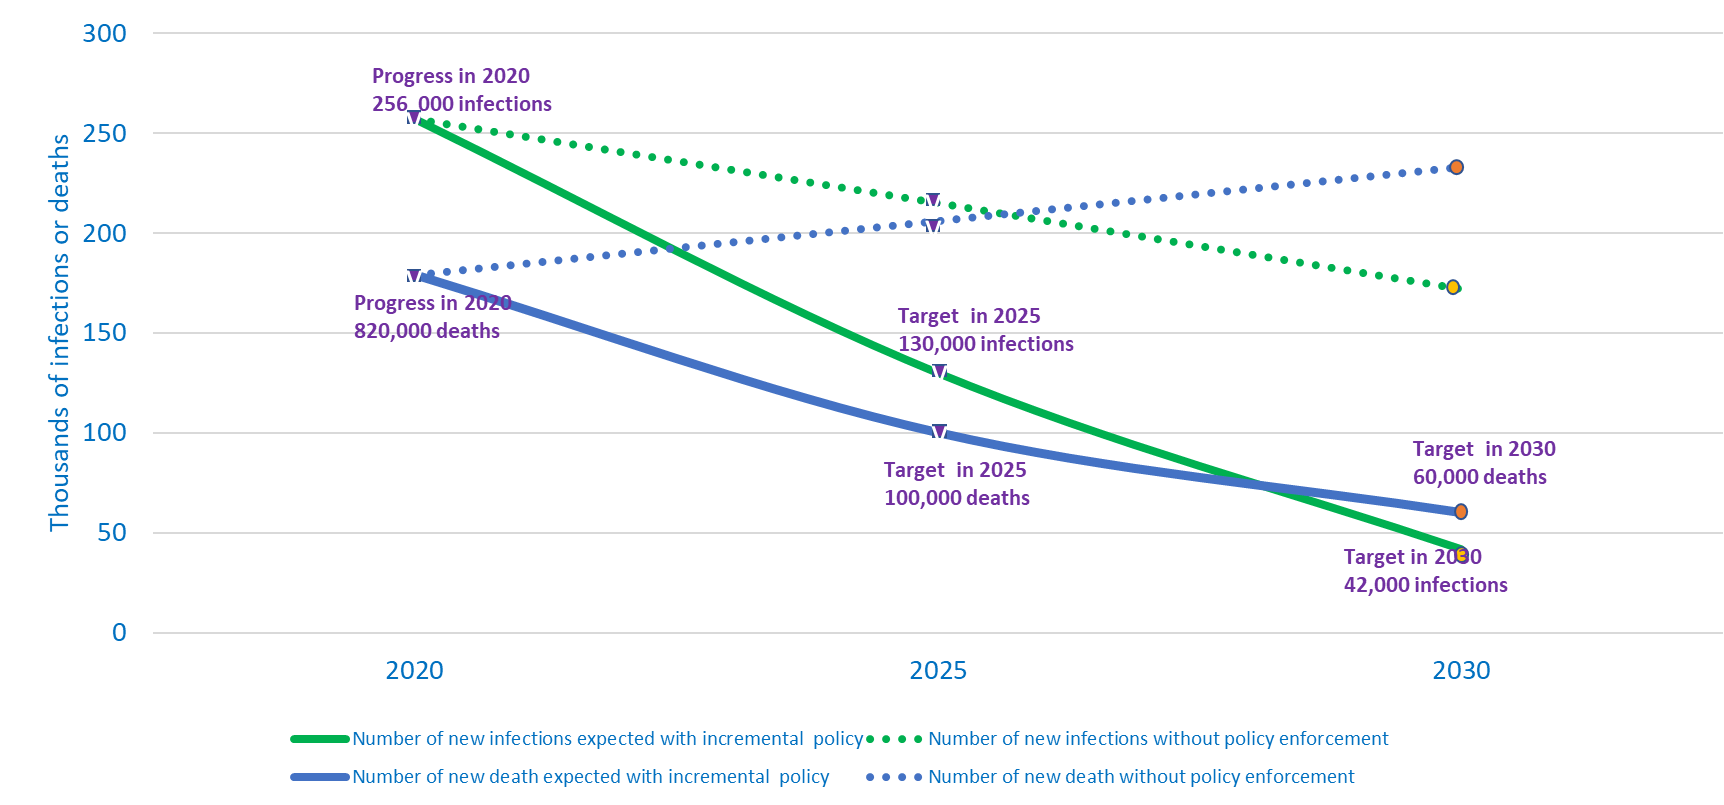 300
250
200
150
100
50
0
Thousands of infections or deaths
Progress in 2020
256 000 infections
Progress in 2020
820,000 deaths
Target in 2025
130,000 infections
Target in 2025
100,000 deaths
Target in 2030
60,000 deaths
Target in 2030
42,000 infections
2020
2025
2030
Number of new infections expected with incremental policy
Number of new infections without policy enforcement
Number of new death expected with incremental policy
Number of new death without policy enforcement